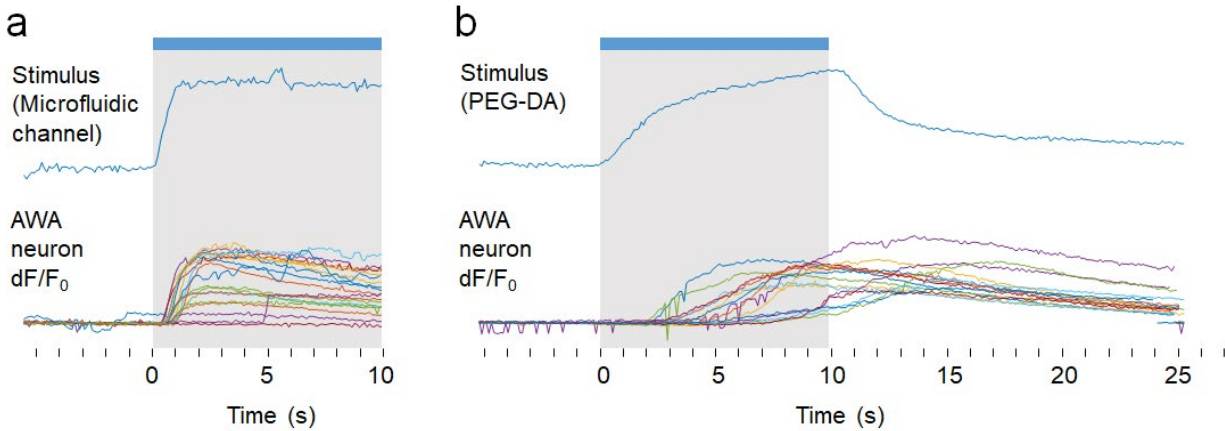 a
Stimulus
(Microfluidic
channel)
AWA
neuron
dF/F0
0 5 10
Time (s)
b
Stimulus
(PEG-DA)
AWA
neuron
dF/F0
0 5 10 15 20 25
Time (s)